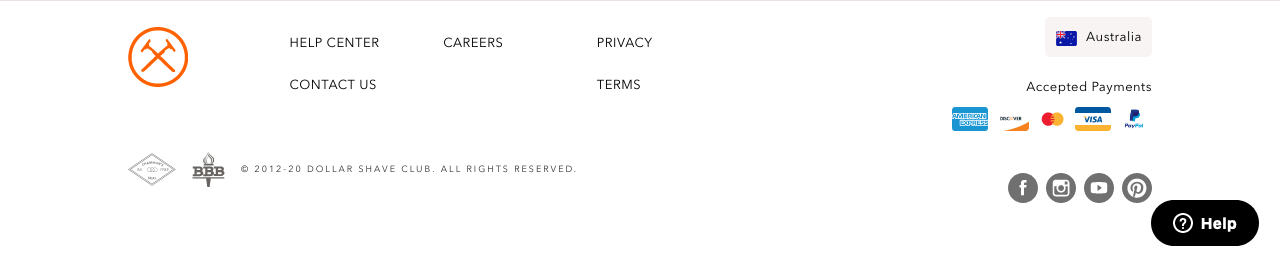 HELP CENTER
CAREERS
PRIVACY
Australia
CONTACT US
TERMS
Accepted Payments
AMERICAN EXPRESS
DISCOVER
VISA
PayPal
BBB
© 2012-20 DOLLAR SHAVE CLUB. ALL RIGHTS RESERVED.
Help